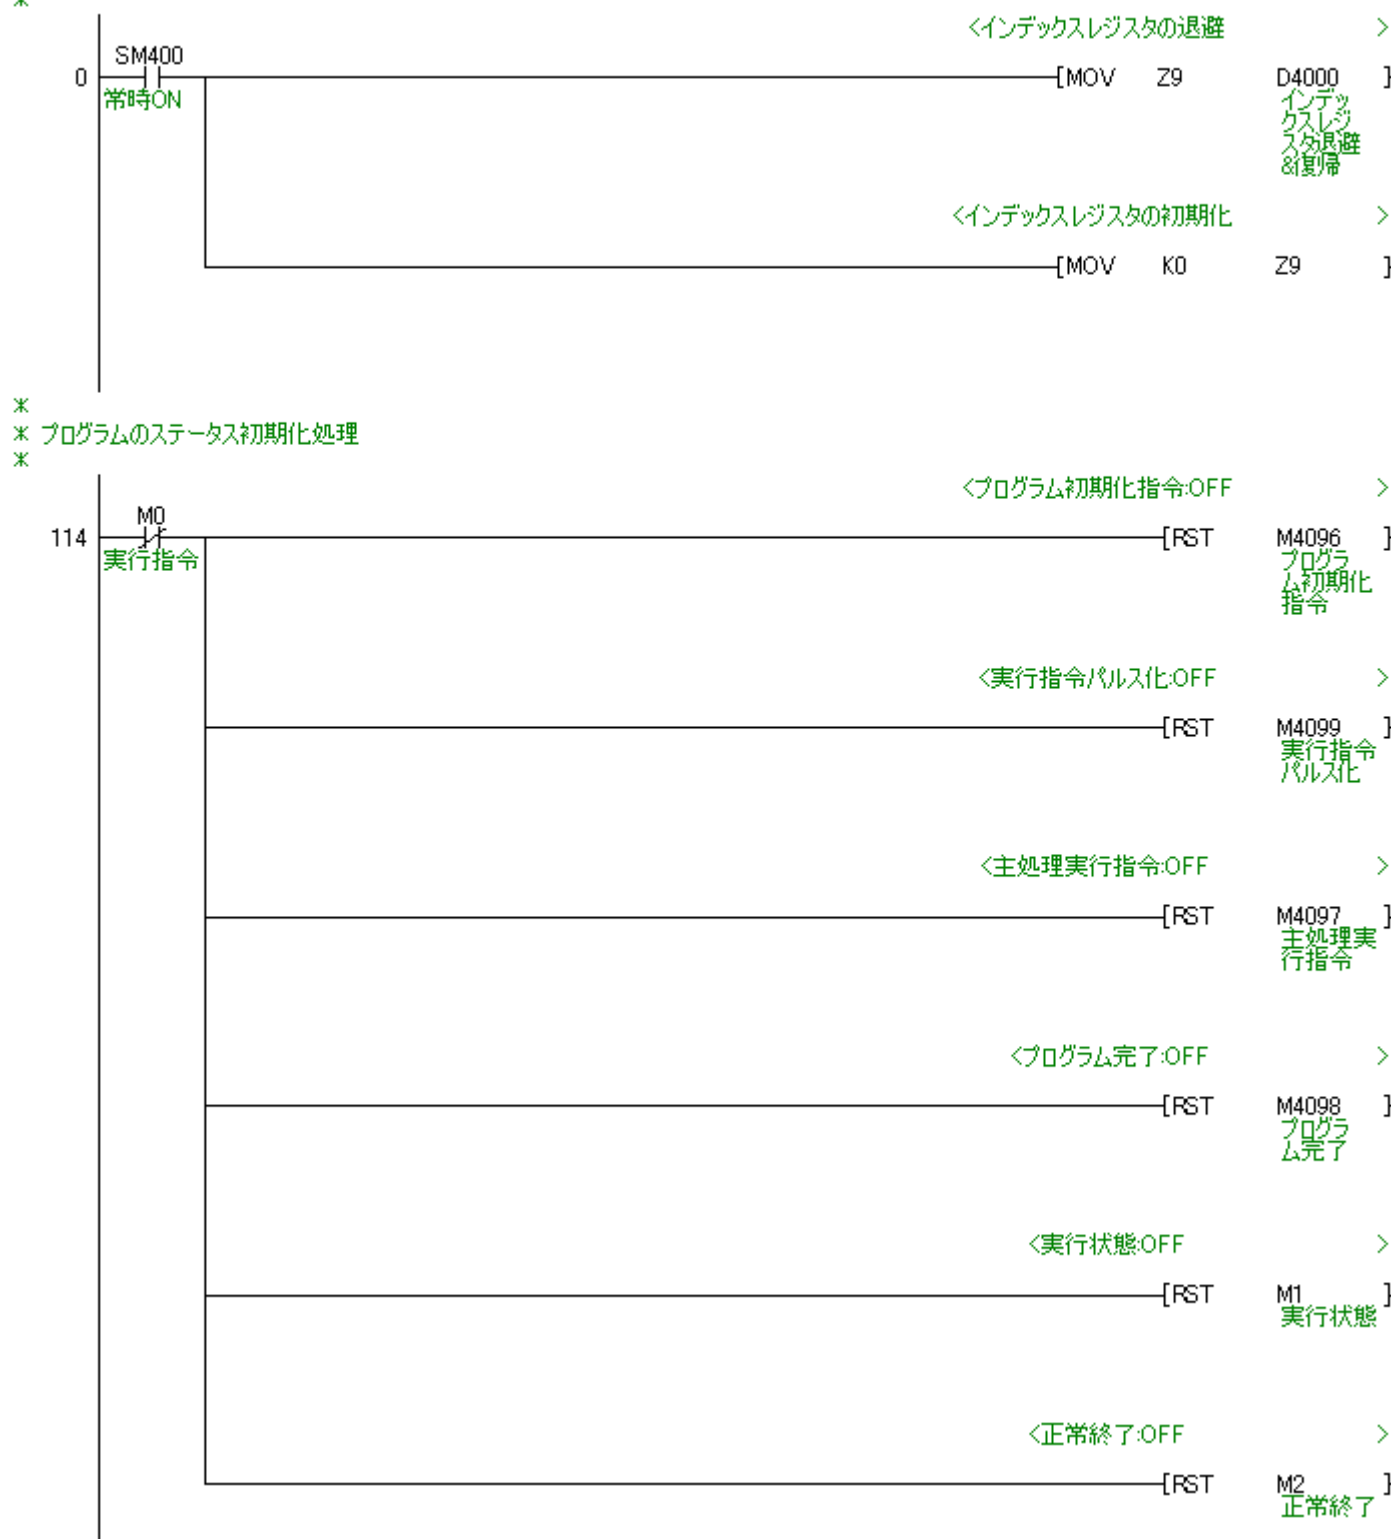 *
<インデックスレジスタの退避 >
SM400
0 [MOV Z9 D4000 ]
常時ON
インデッ
クスレジ
スタ退避
&復帰
<インデックスレジスタの初期化 >
[MOV K0 Z9 ]
*
* プログラムのステータス初期化処理
*
<プログラム初期化指令:OFF >
M0
114 [RST M4096 ]
実行指令
プログラ
ム初期化
指令
<実行指令パルス化:OFF >
[RST M4099 ]
実行指令
パルス化
<主処理実行指令:OFF >
[RST M4097 ]
主処理実
行指令
<プログラム完了:OFF >
[RST M4098 ]
プログラ
ム完了
<実行状態:OFF >
[RST M1 ]
実行状態
<正常終了:OFF >
[RST M2 ]
正常終了